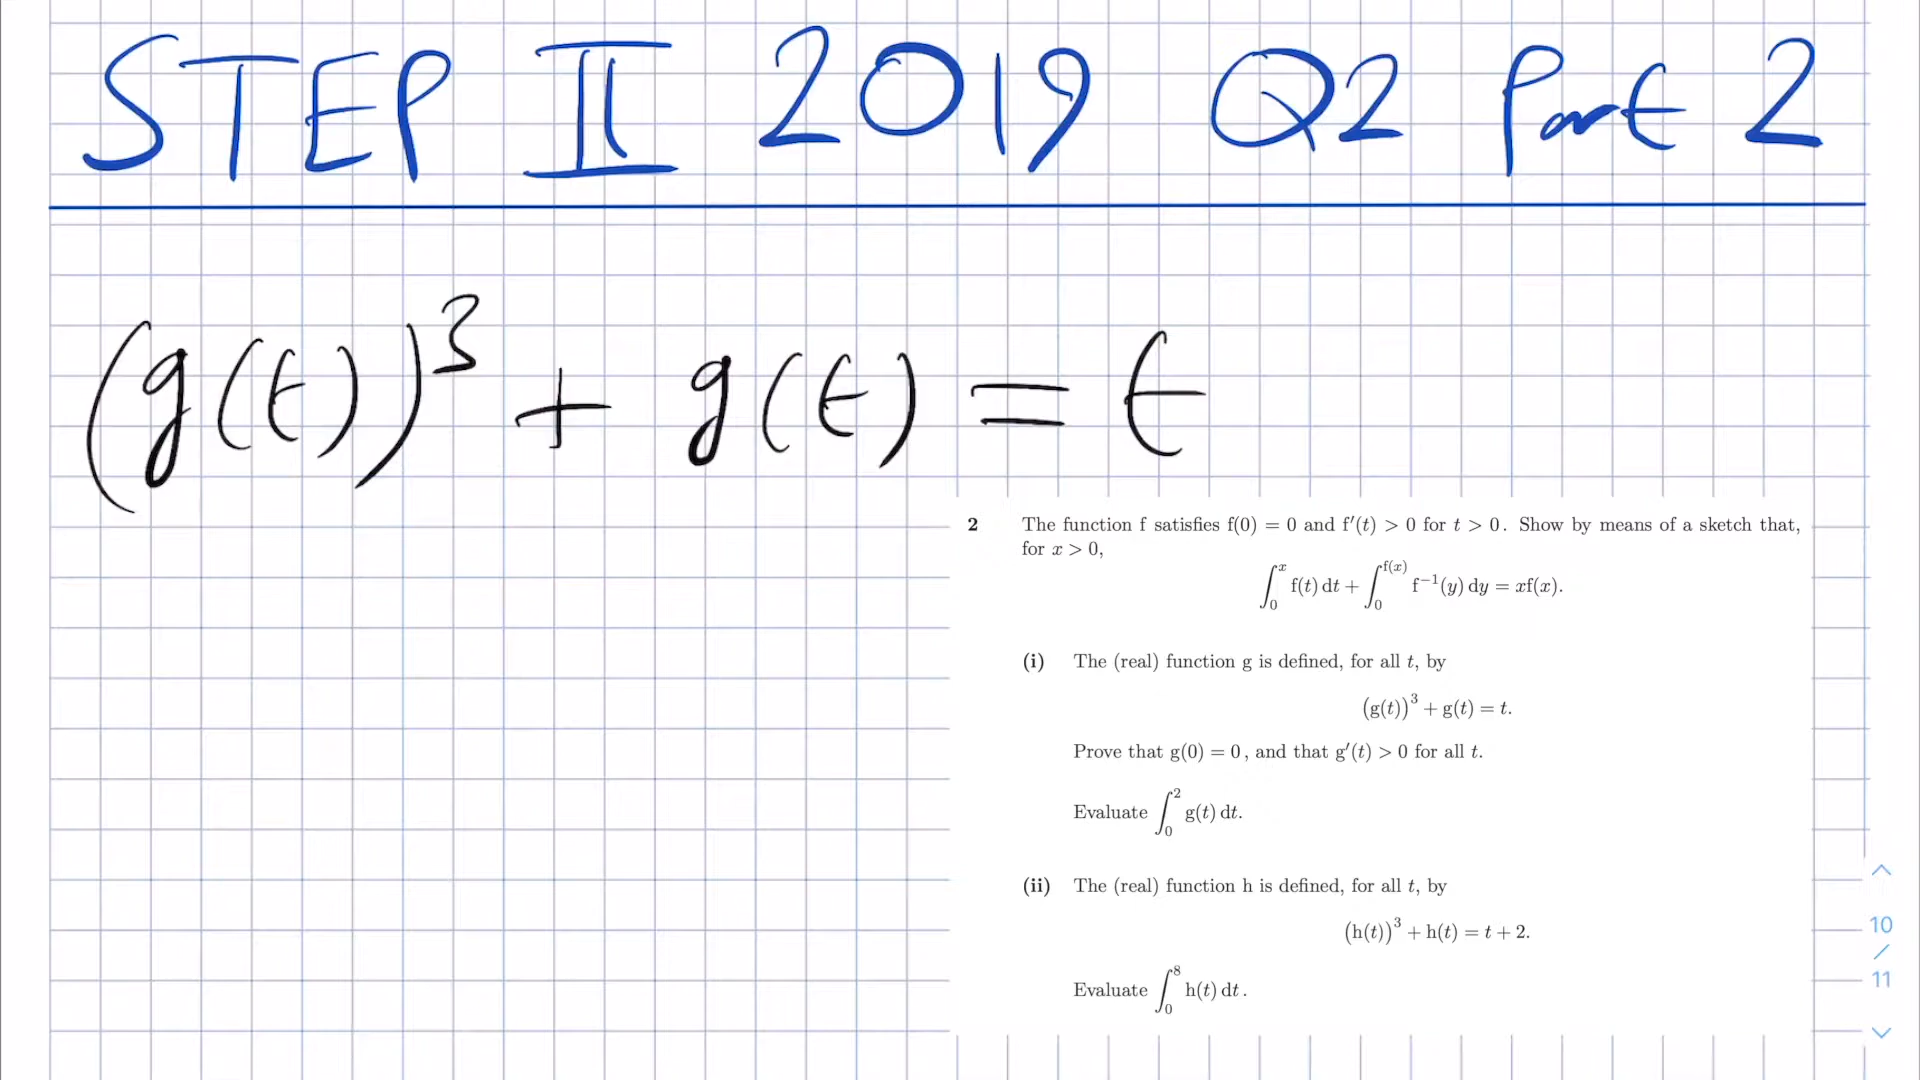 STEP II 2019 Q2 Part 2
(g(t))³ + g(t) = t
2 The function f satisfies f(0) = 0 and f′(t) > 0 for t > 0. Show by means of a sketch that,
for x > 0,
∫₀ˣ f(t) dt + ∫₀^{f(x)} f⁻¹(y) dy = xf(x).
(i) The (real) function g is defined, for all t, by
(g(t))³ + g(t) = t.
Prove that g(0) = 0, and that g′(t) > 0 for all t.
Evaluate ∫₀² g(t) dt.
(ii) The (real) function h is defined, for all t, by
(h(t))³ + h(t) = t + 2.
Evaluate ∫₀⁸ h(t) dt.
10
/
11